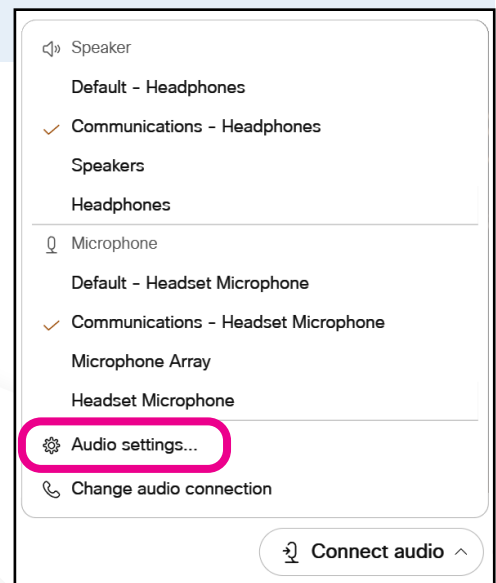 Speaker
Default - Headphones
Communications - Headphones
Speakers
Headphones
Microphone
Default - Headset Microphone
Communications - Headset Microphone
Microphone Array
Headset Microphone
Audio settings...
Change audio connection
Connect audio